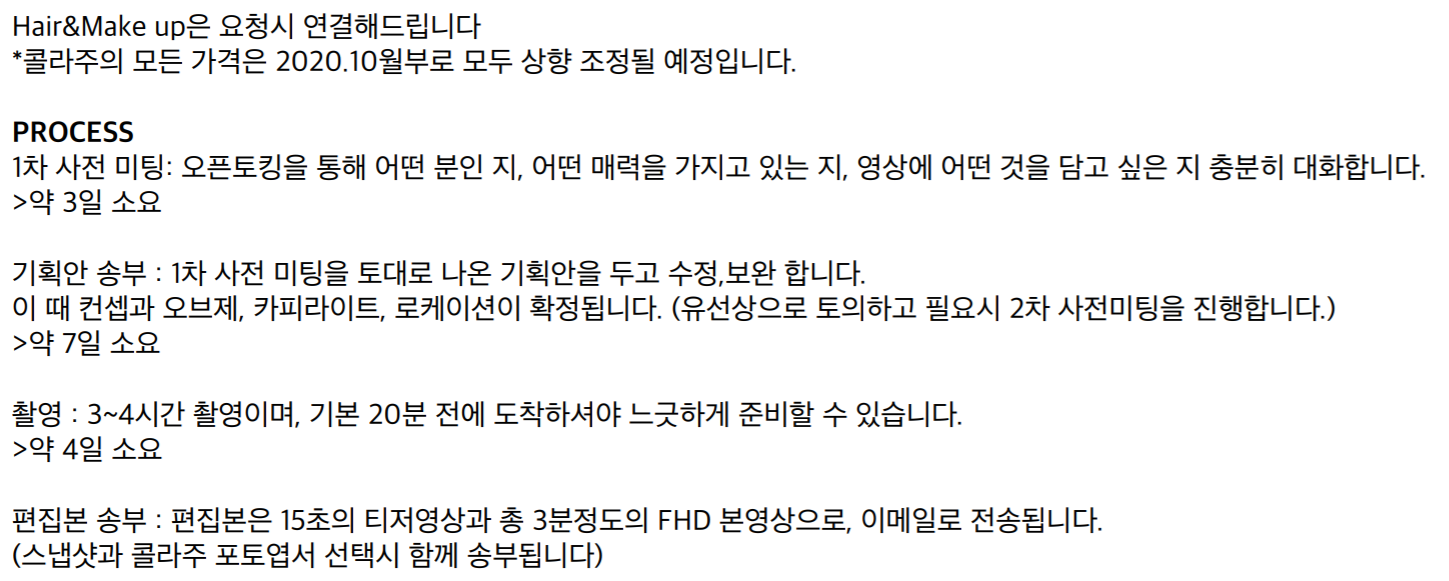 Hair&Make up은 요청시 연결해드립니다
*콜라주의 모든 가격은 2020.10월부로 모두 상향 조정될 예정입니다.
PROCESS
1차 사전 미팅: 오픈토킹을 통해 어떤 분인 지, 어떤 매력을 가지고 있는 지, 영상에 어떤 것을 담고 싶은 지 충분히 대화합니다.
>약 3일 소요
기획안 송부 : 1차 사전 미팅을 토대로 나온 기획안을 두고 수정,보완 합니다.
이 때 컨셉과 오브제, 카피라이트, 로케이션이 확정됩니다. (유선상으로 토의하고 필요시 2차 사전미팅을 진행합니다.)
>약 7일 소요
촬영 : 3~4시간 촬영이며, 기본 20분 전에 도착하셔야 느긋하게 준비할 수 있습니다.
>약 4일 소요
편집본 송부 : 편집본은 15초의 티저영상과 총 3분정도의 FHD 본영상으로, 이메일로 전송됩니다.
(스냅샷과 콜라주 포토엽서 선택시 함께 송부됩니다)